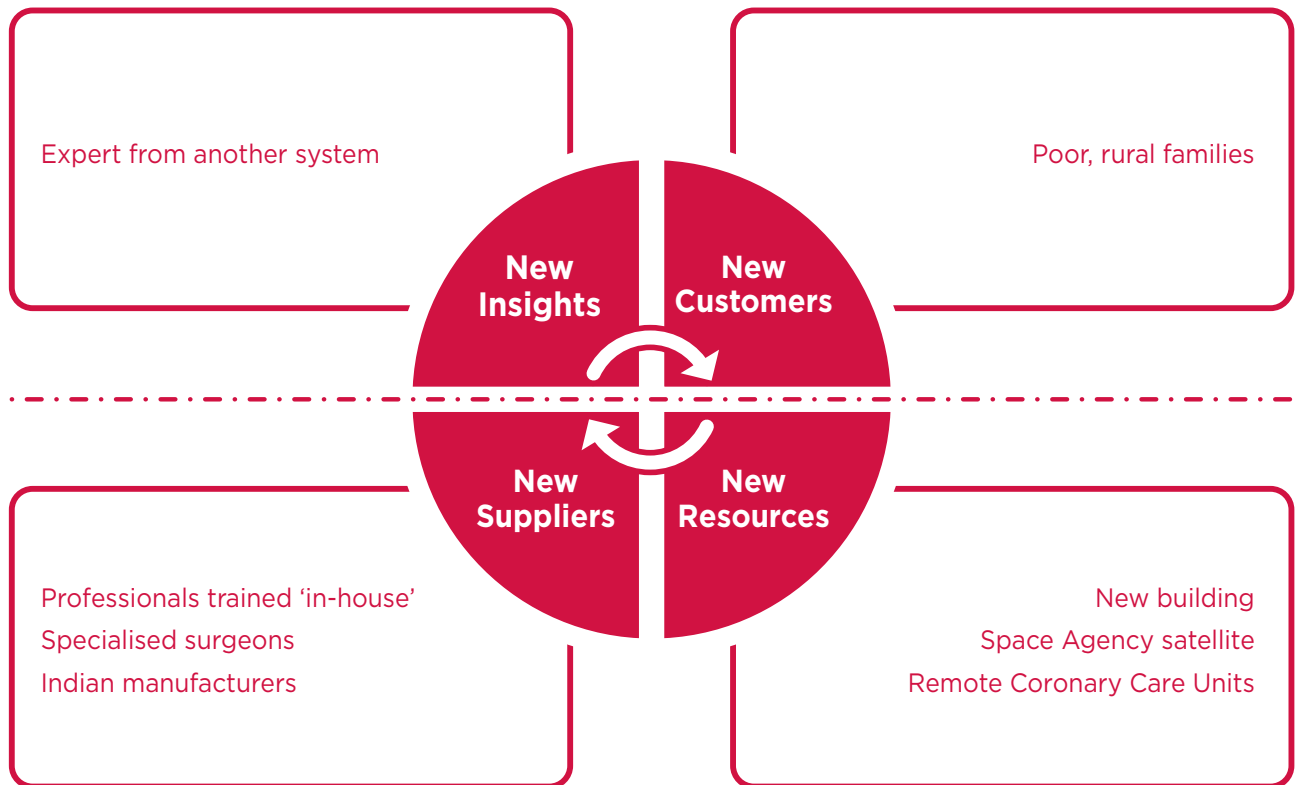 Expert from another system
Poor, rural families
New
Insights
New
Customers
New
Suppliers
New
Resources
Professionals trained ‘in-house’
Specialised surgeons
Indian manufacturers
New building
Space Agency satellite
Remote Coronary Care Units